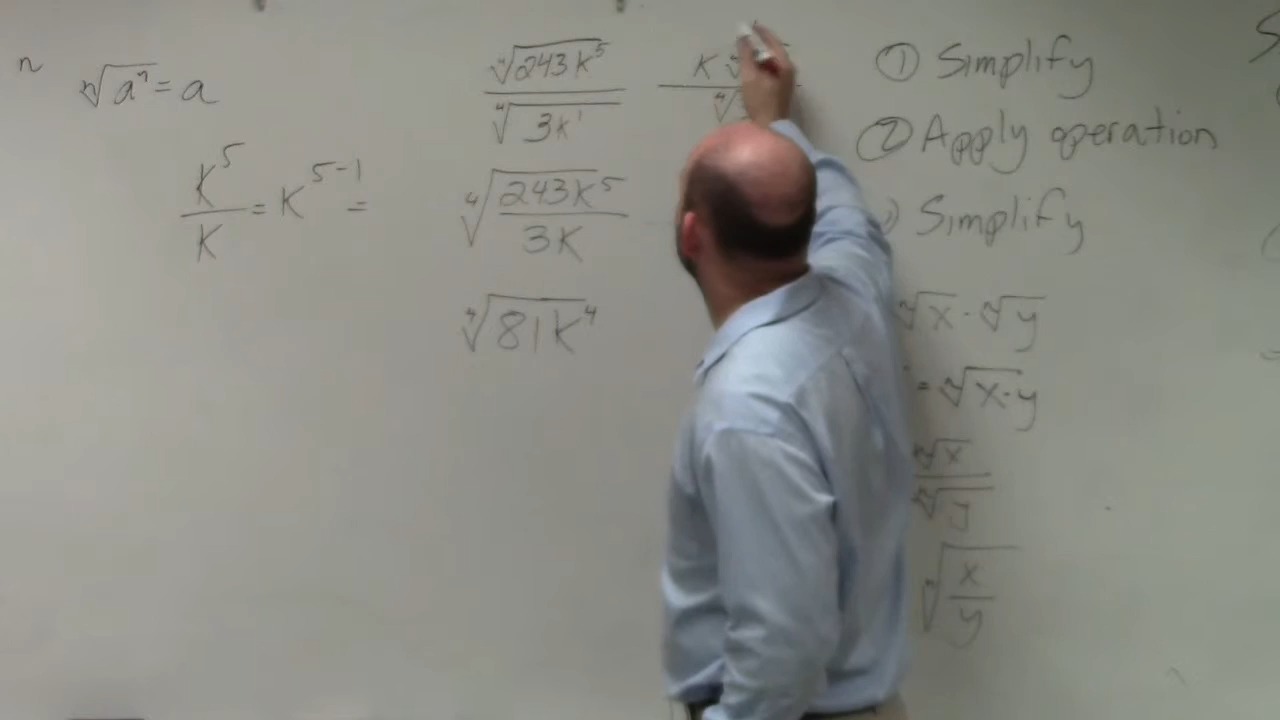 n
ⁿ√aⁿ = a
K⁵/K = K⁵⁻¹ =
⁴√243K⁵ / ⁴√3K¹
⁴√(243K⁵/3K)
⁴√81K⁴
K
① Simplify
② Apply operation
) Simplify
ⁿ√x · ⁿ√y
= ⁿ√x·y
ⁿ√x / ⁿ√y
ⁿ√(x/y)